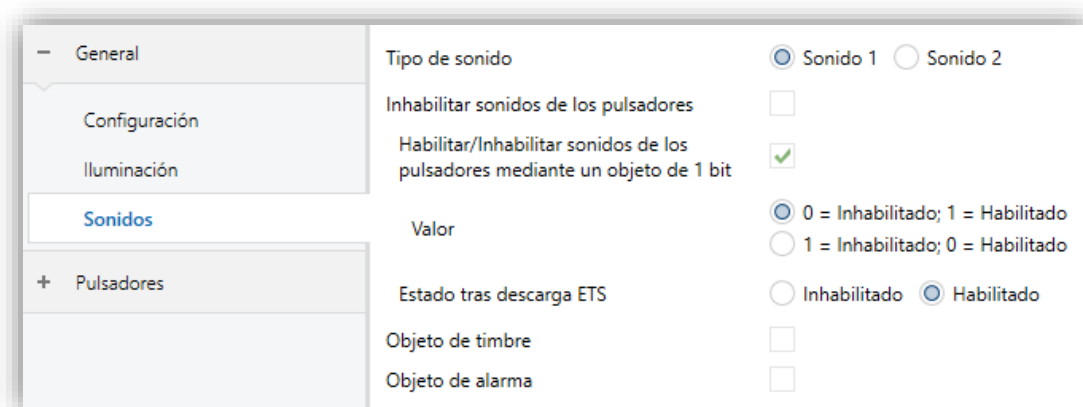 General
Configuración
Iluminación
Sonidos
Pulsadores
Tipo de sonido
Sonido 1 Sonido 2
Inhabilitar sonidos de los pulsadores
Habilitar/Inhabilitar sonidos de los
pulsadores mediante un objeto de 1 bit
Valor
0 = Inhabilitado; 1 = Habilitado
1 = Inhabilitado; 0 = Habilitado
Estado tras descarga ETS
Inhabilitado Habilitado
Objeto de timbre
Objeto de alarma